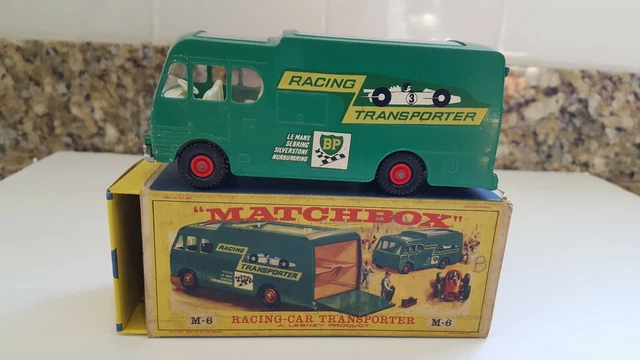 RACING
3
TRANSPORTER
LE MANS
SEBRING
SILVERSTONE
NURBURGRING
BP
"MATCHBOX"
RACING
TRANSPORTER
M-6
RACING-CAR TRANSPORTER
M-6
A LESNEY PRODUCT